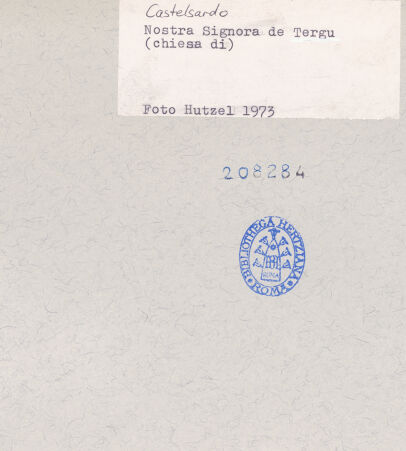 Castelsardo
Nostra Signora de Tergu
(chiesa di)
Foto Hutzel 1973
208284
BIBLIOTHECA HERTZIANA
ROMA